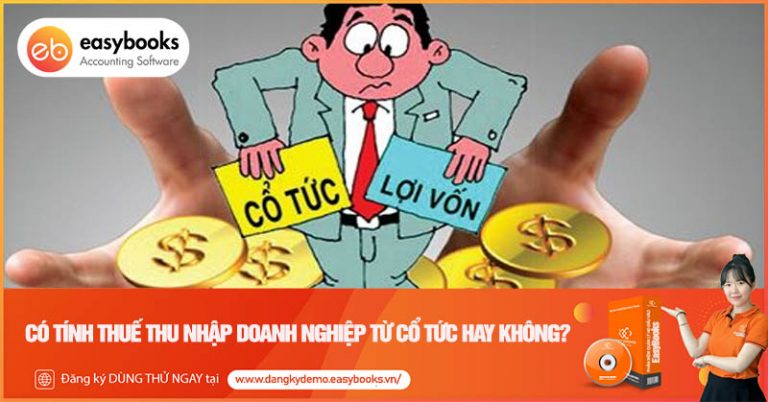 eb
easybooks
Accounting Software
CỔ TỨC
LỢI VỐN
CÓ TÍNH THUẾ THU NHẬP DOANH NGHIỆP TỪ CỔ TỨC HAY KHÔNG?
Đăng ký DÙNG THỬ NGAY tại
www.dangkydemo.easybooks.vn/
EasyBooks